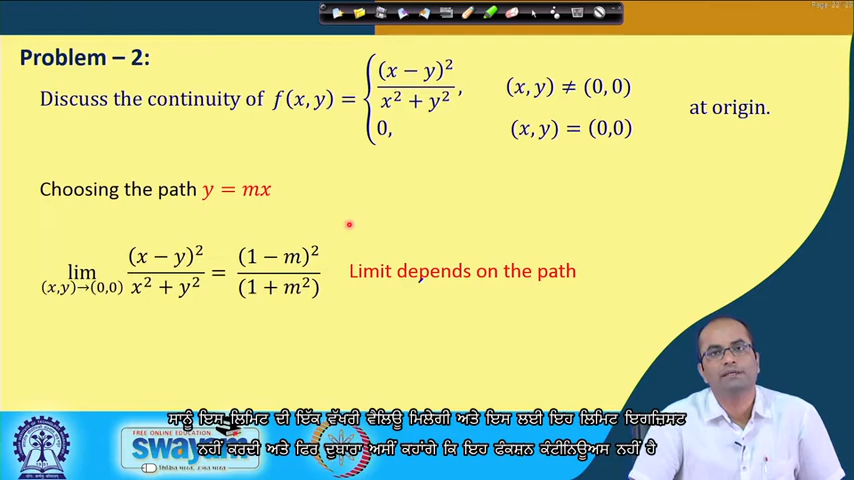 Problem – 2:
Discuss the continuity of f(x, y) = { (x − y)² / x² + y², (x, y) ≠ (0, 0)
0, (x, y) = (0,0) at origin.
Choosing the path y = mx
lim (x,y)→(0,0) (x − y)² / x² + y² = (1 − m)² / (1 + m²) Limit depends on the path
ਸਾਨੂੰ ਇਸ ਲਿਮਿਟ ਦੀ ਇੱਕ ਵੱਖਰੀ ਵੈਲਿਊ ਮਿਲੇਗੀ ਅਤੇ ਇਸ ਲਈ ਇਹ ਲਿਮਿਟ ਇਗਜ਼ਿਸਟ
ਨਹੀਂ ਕਰਦੀ ਅਤੇ ਫਿਰ ਦੁਬਾਰਾ ਅਸੀਂ ਕਹਾਂਗੇ ਕਿ ਇਹ ਫੰਕਸ਼ਨ ਕੰਟੀਨਿਊਅਸ ਨਹੀਂ ਹੈ
FREE ONLINE EDUCATION
swayam